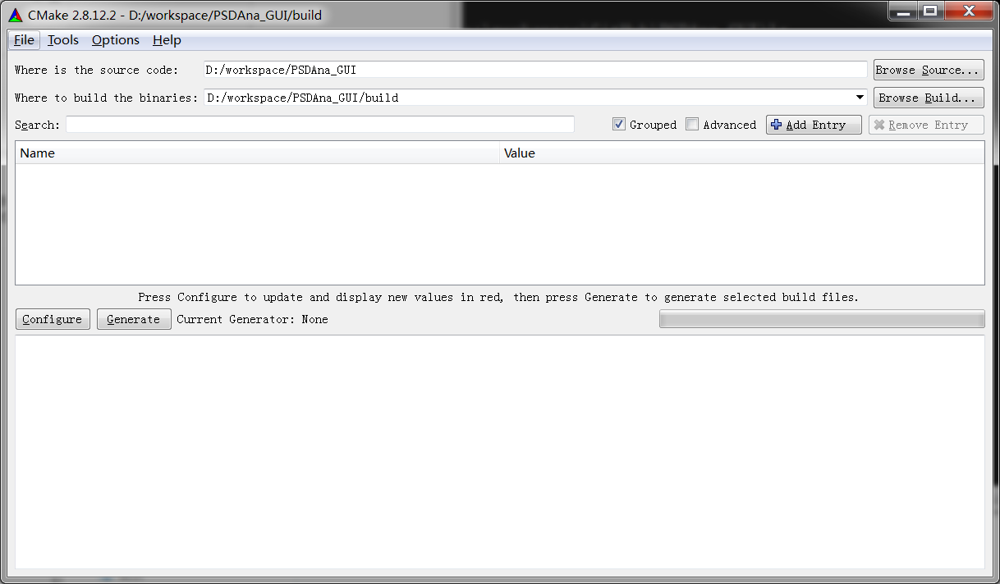 CMake 2.8.12.2 - D:/workspace/PSDAna_GUI/build
File Tools Options Help
Where is the source code: D:/workspace/PSDAna_GUI Browse Source...
Where to build the binaries: D:/workspace/PSDAna_GUI/build Browse Build...
Search: Grouped Advanced Add Entry Remove Entry
Name Value
Press Configure to update and display new values in red, then press Generate to generate selected build files.
Configure Generate Current Generator: None